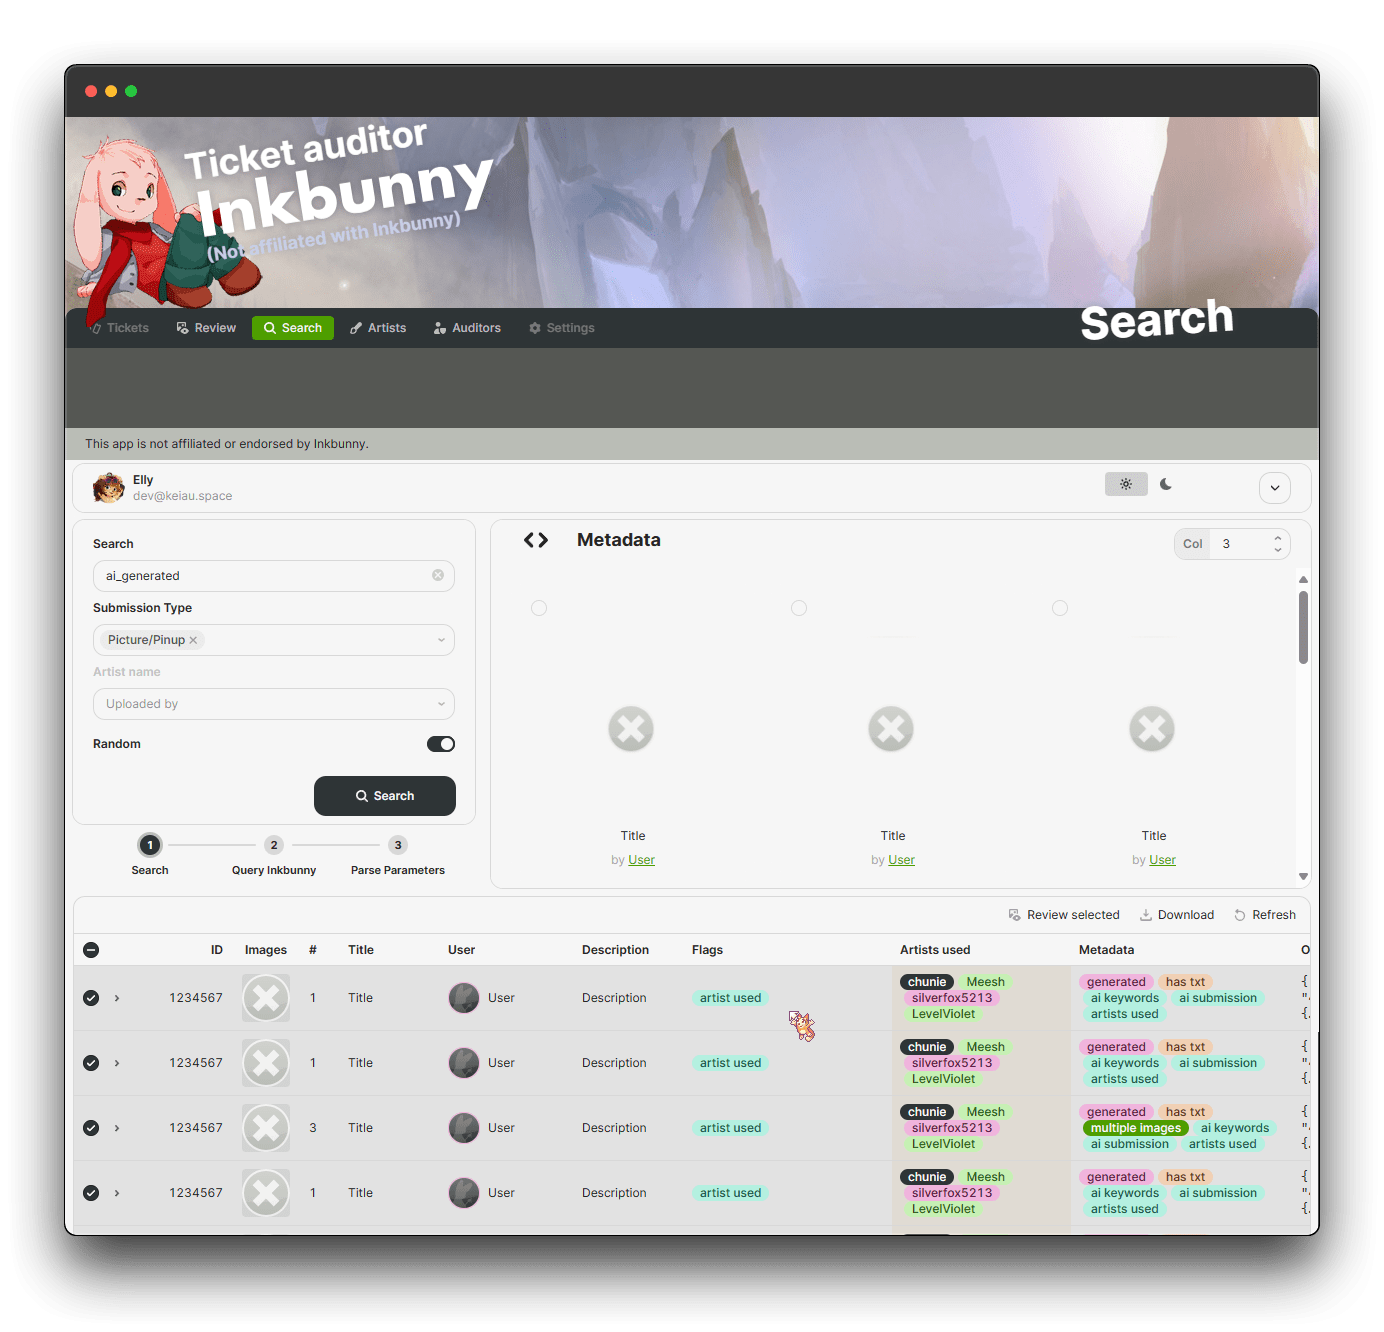 Ticket auditor
Inkbunny
(Not affiliated with Inkbunny)
Tickets
Review
Search
Artists
Auditors
Settings
Search
This app is not affiliated or endorsed by Inkbunny.
Elly
dev@keiau.space
Search
ai_generated
Submission Type
Picture/Pinup
Artist name
Uploaded by
Random
Search
1
2
3
Search
Query Inkbunny
Parse Parameters
Metadata
Col 3
Title
by User
Title
by User
Title
by User
Review selected
Download
Refresh
ID Images # Title User Description Flags Artists used Metadata O
1234567 1 Title User Description artist used
chunie Meesh
silverfox5213
LevelViolet
generated has txt
ai keywords ai submission
artists used
1234567 1 Title User Description artist used
chunie Meesh
silverfox5213
LevelViolet
generated has txt
ai keywords ai submission
artists used
1234567 3 Title User Description artist used
chunie Meesh
silverfox5213
LevelViolet
generated has txt
multiple images ai keywords
ai submission artists used
1234567 1 Title User Description artist used
chunie Meesh
silverfox5213
LevelViolet
generated has txt
ai keywords ai submission
artists used